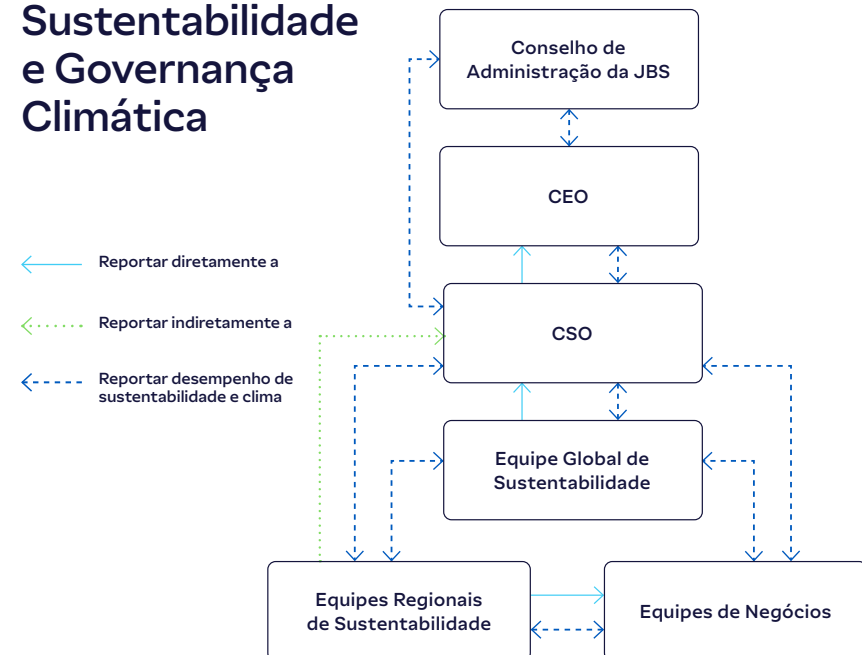 Sustentabilidade
e Governança
Climática
Reportar diretamente a
Reportar indiretamente a
Reportar desempenho de
sustentabilidade e clima
Conselho de
Administração da JBS
CEO
CSO
Equipe Global de
Sustentabilidade
Equipes Regionais
de Sustentabilidade
Equipes de Negócios